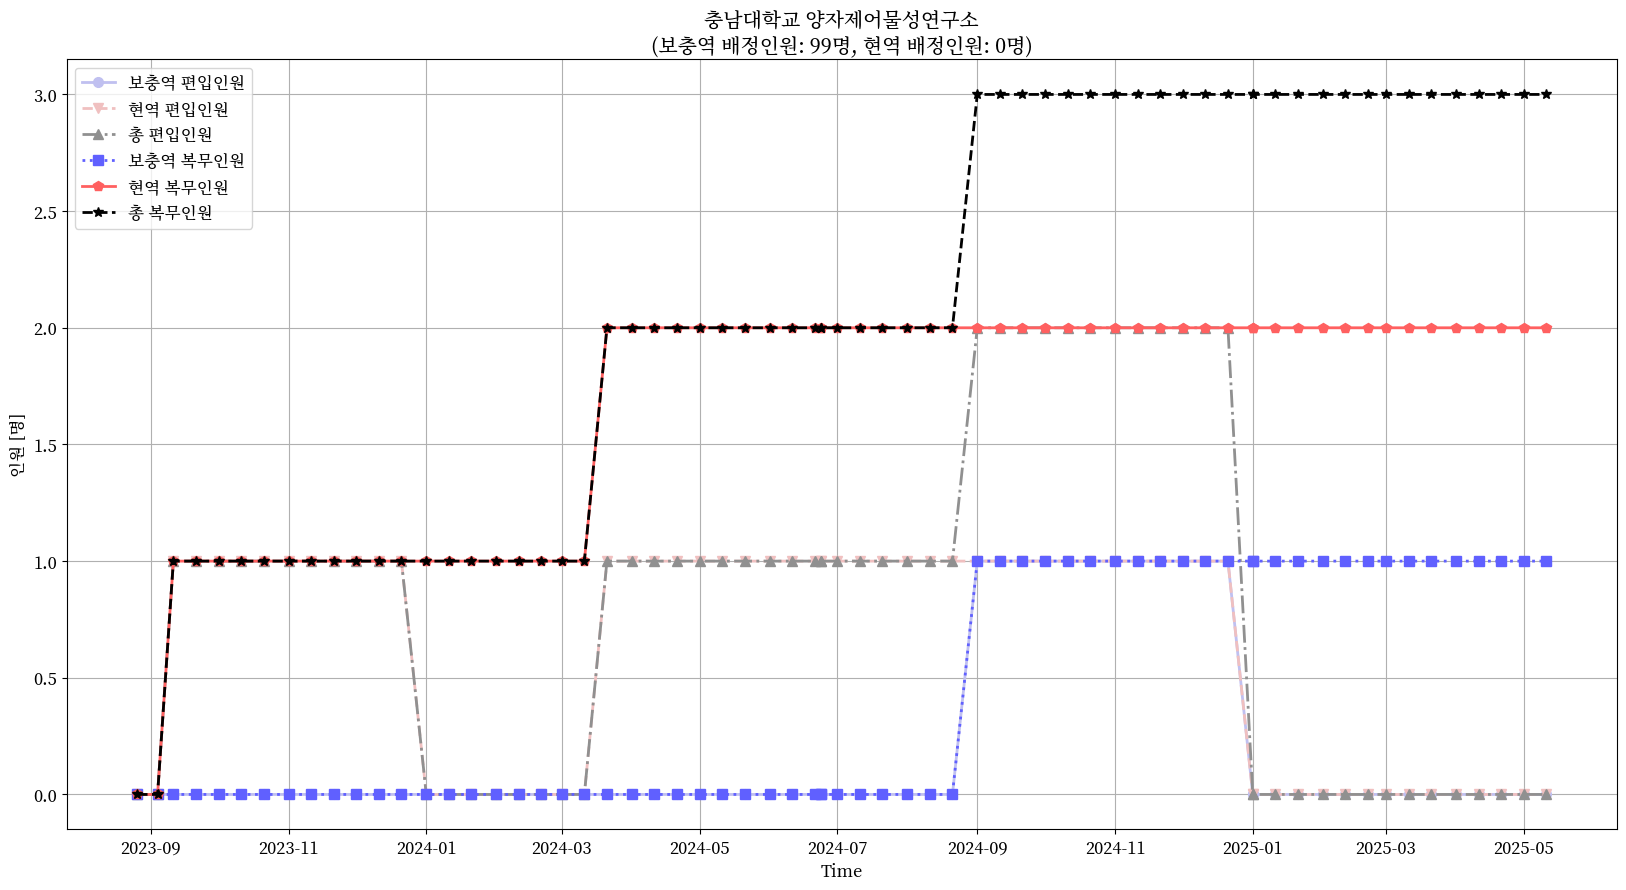 충남대학교 양자제어물성연구소
(보충역 배정인원: 99명, 현역 배정인원: 0명)
보충역 편입인원
현역 편입인원
총 편입인원
보충역 복무인원
현역 복무인원
총 복무인원
3.0
2.5
2.0
1.5
1.0
0.5
0.0
인원 [명]
2023-09
2023-11
2024-01
2024-03
2024-05
2024-07
2024-09
2024-11
2025-01
2025-03
2025-05
Time